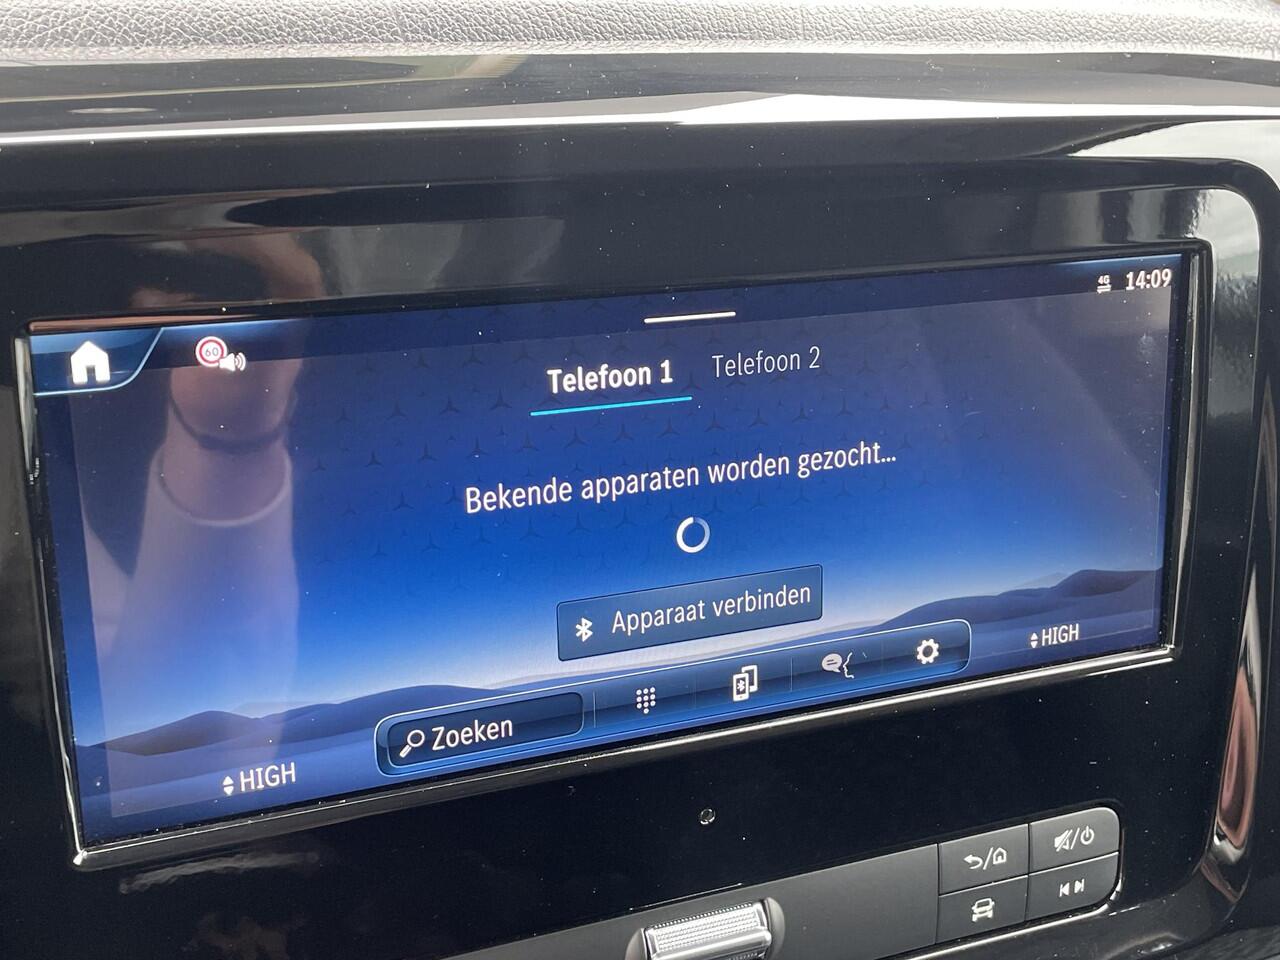 4G 14:09
60
Telefoon 1 Telefoon 2
Bekende apparaten worden gezocht...
Apparaat verbinden
Zoeken
HIGH
HIGH